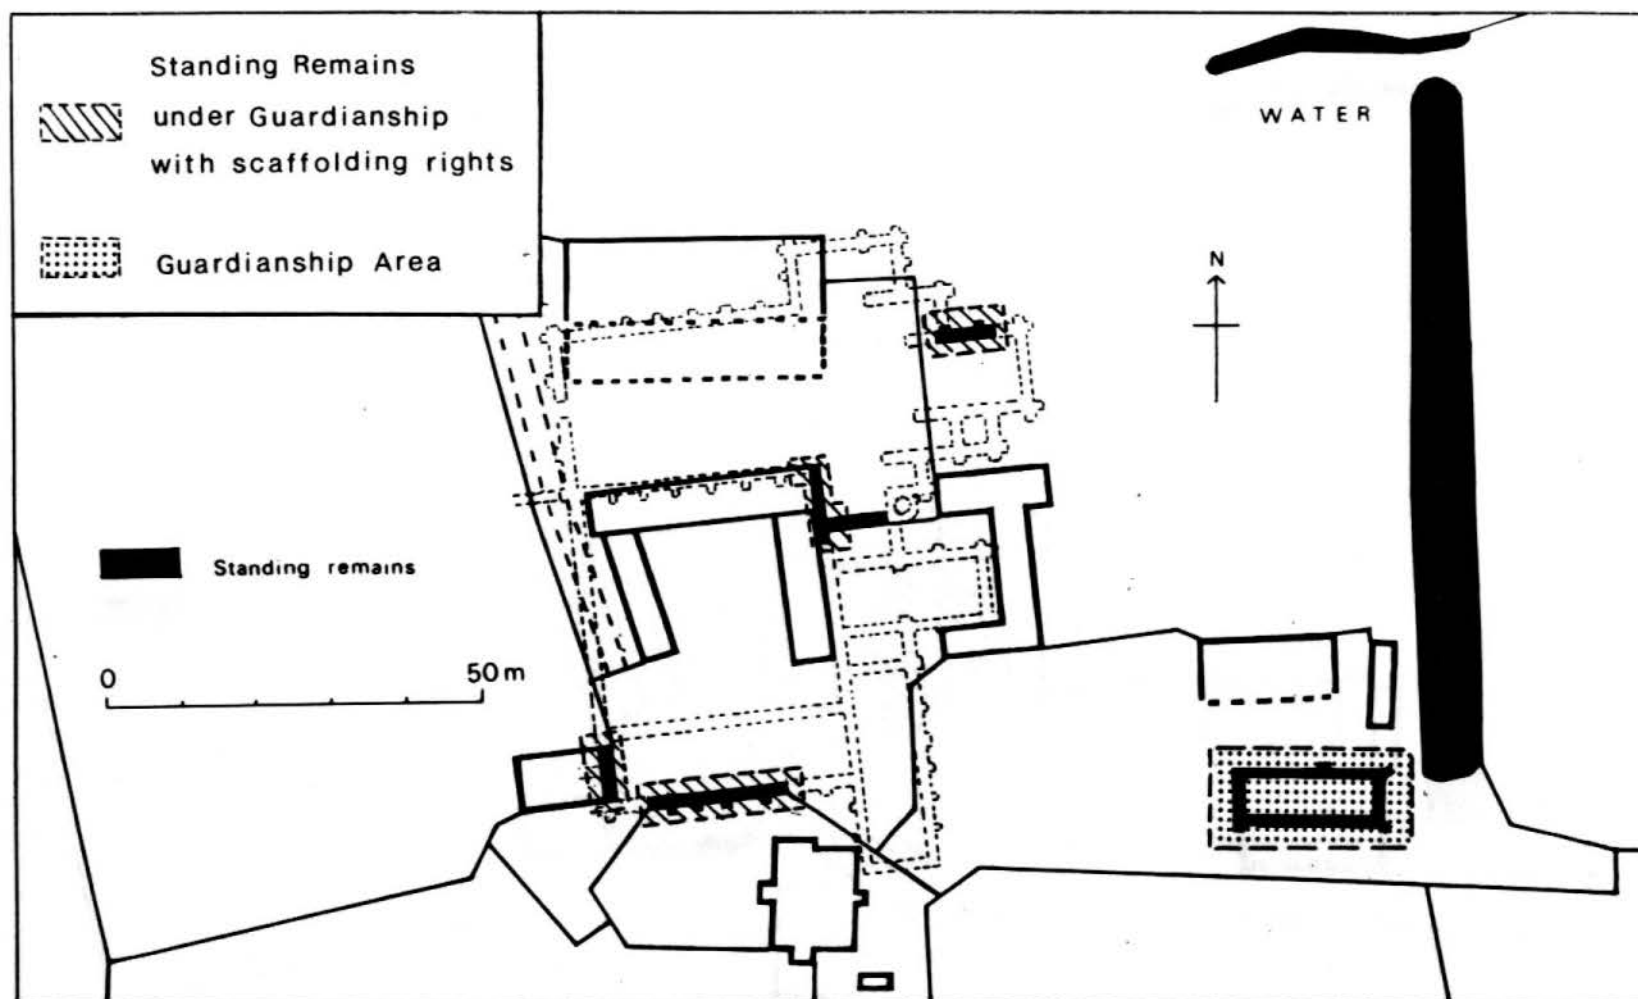 Standing Remains
under Guardianship
with scaffolding rights
Guardianship Area
WATER
N
Standing remains
0 50m